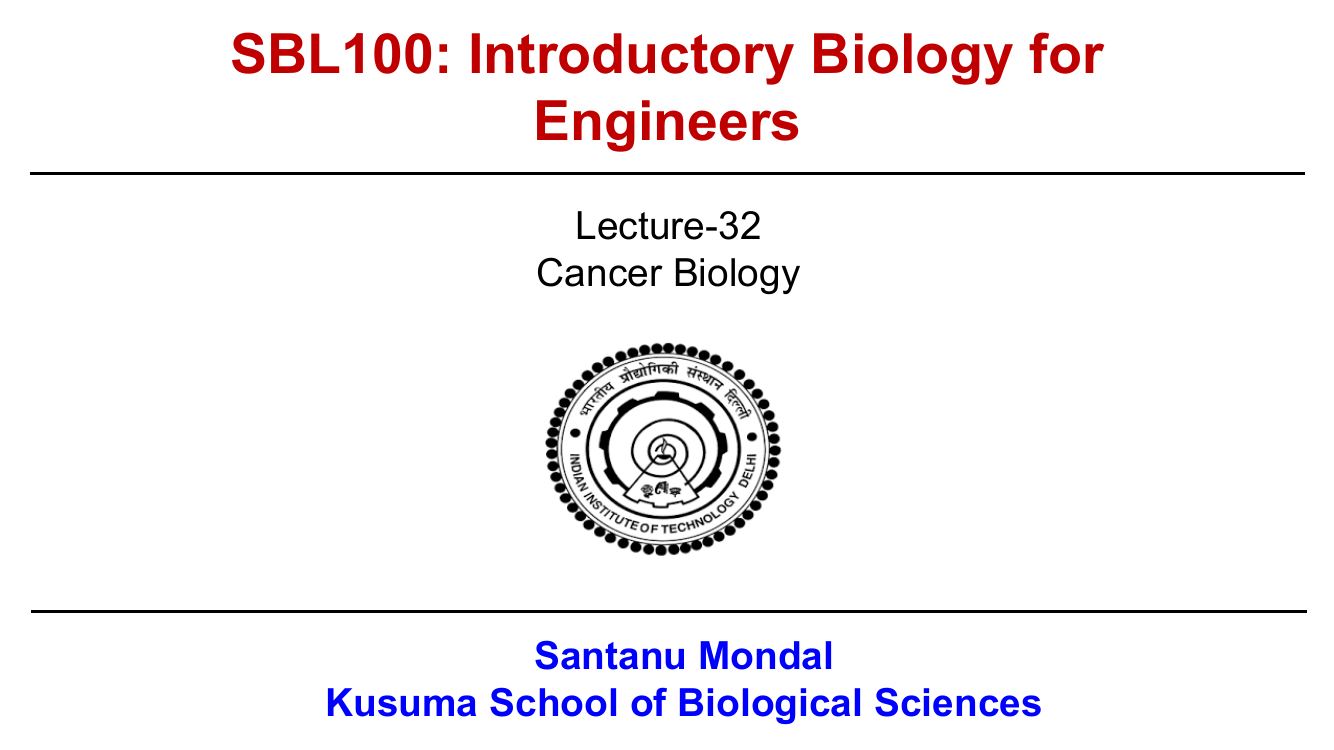 SBL100: Introductory Biology for
Engineers
Lecture-32
Cancer Biology
भारतीय प्रौद्योगिकी संस्थान दिल्ली
INDIAN INSTITUTE OF TECHNOLOGY DELHI
Santanu Mondal
Kusuma School of Biological Sciences